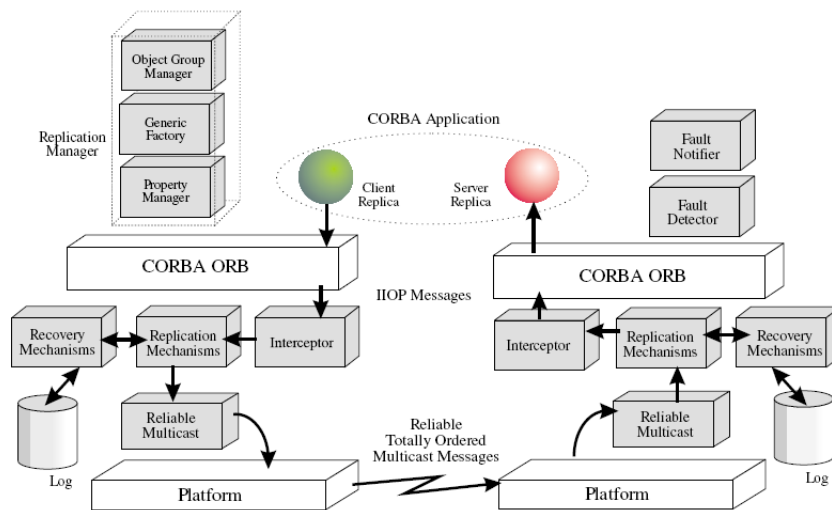 Object Group
Manager
Generic
Factory
Property
Manager
Replication
Manager
CORBA Application
Client
Replica
Server
Replica
Fault
Notifier
Fault
Detector
CORBA ORB
CORBA ORB
IIOP Messages
Recovery
Mechanisms
Replication
Mechanisms
Interceptor
Interceptor
Replication
Mechanisms
Recovery
Mechanisms
Log
Reliable
Multicast
Reliable
Totally Ordered
Multicast Messages
Reliable
Multicast
Log
Platform
Platform